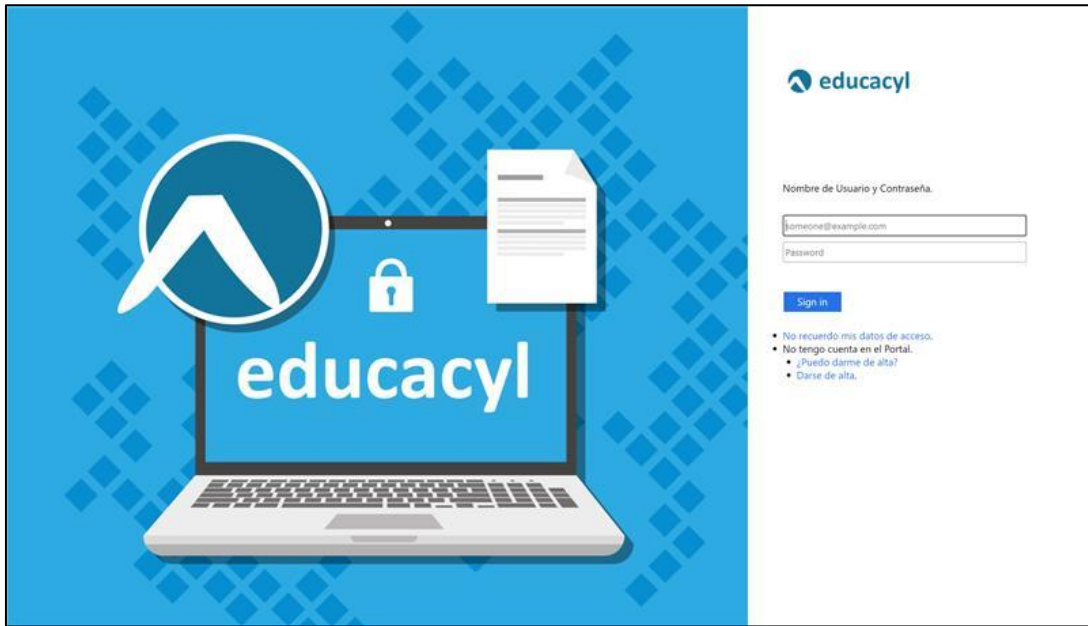 educacyl
educacyl
Nombre de Usuario y Contraseña.
someone@example.com
Password
Sign in
No recuerdo mis datos de acceso.
No tengo cuenta en el Portal.
¿Puedo darme de alta?
Darse de alta.